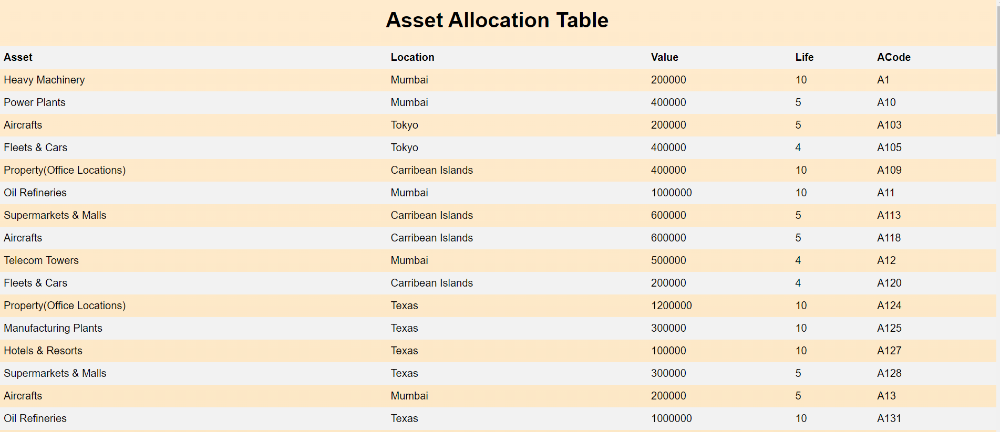 Asset Allocation Table
Asset Location Value Life ACode
Heavy Machinery Mumbai 200000 10 A1
Power Plants Mumbai 400000 5 A10
Aircrafts Tokyo 200000 5 A103
Fleets & Cars Tokyo 400000 4 A105
Property(Office Locations) Carribean Islands 400000 10 A109
Oil Refineries Mumbai 1000000 10 A11
Supermarkets & Malls Carribean Islands 600000 5 A113
Aircrafts Carribean Islands 600000 5 A118
Telecom Towers Mumbai 500000 4 A12
Fleets & Cars Carribean Islands 200000 4 A120
Property(Office Locations) Texas 1200000 10 A124
Manufacturing Plants Texas 300000 10 A125
Hotels & Resorts Texas 100000 10 A127
Supermarkets & Malls Texas 300000 5 A128
Aircrafts Mumbai 200000 5 A13
Oil Refineries Texas 1000000 10 A131